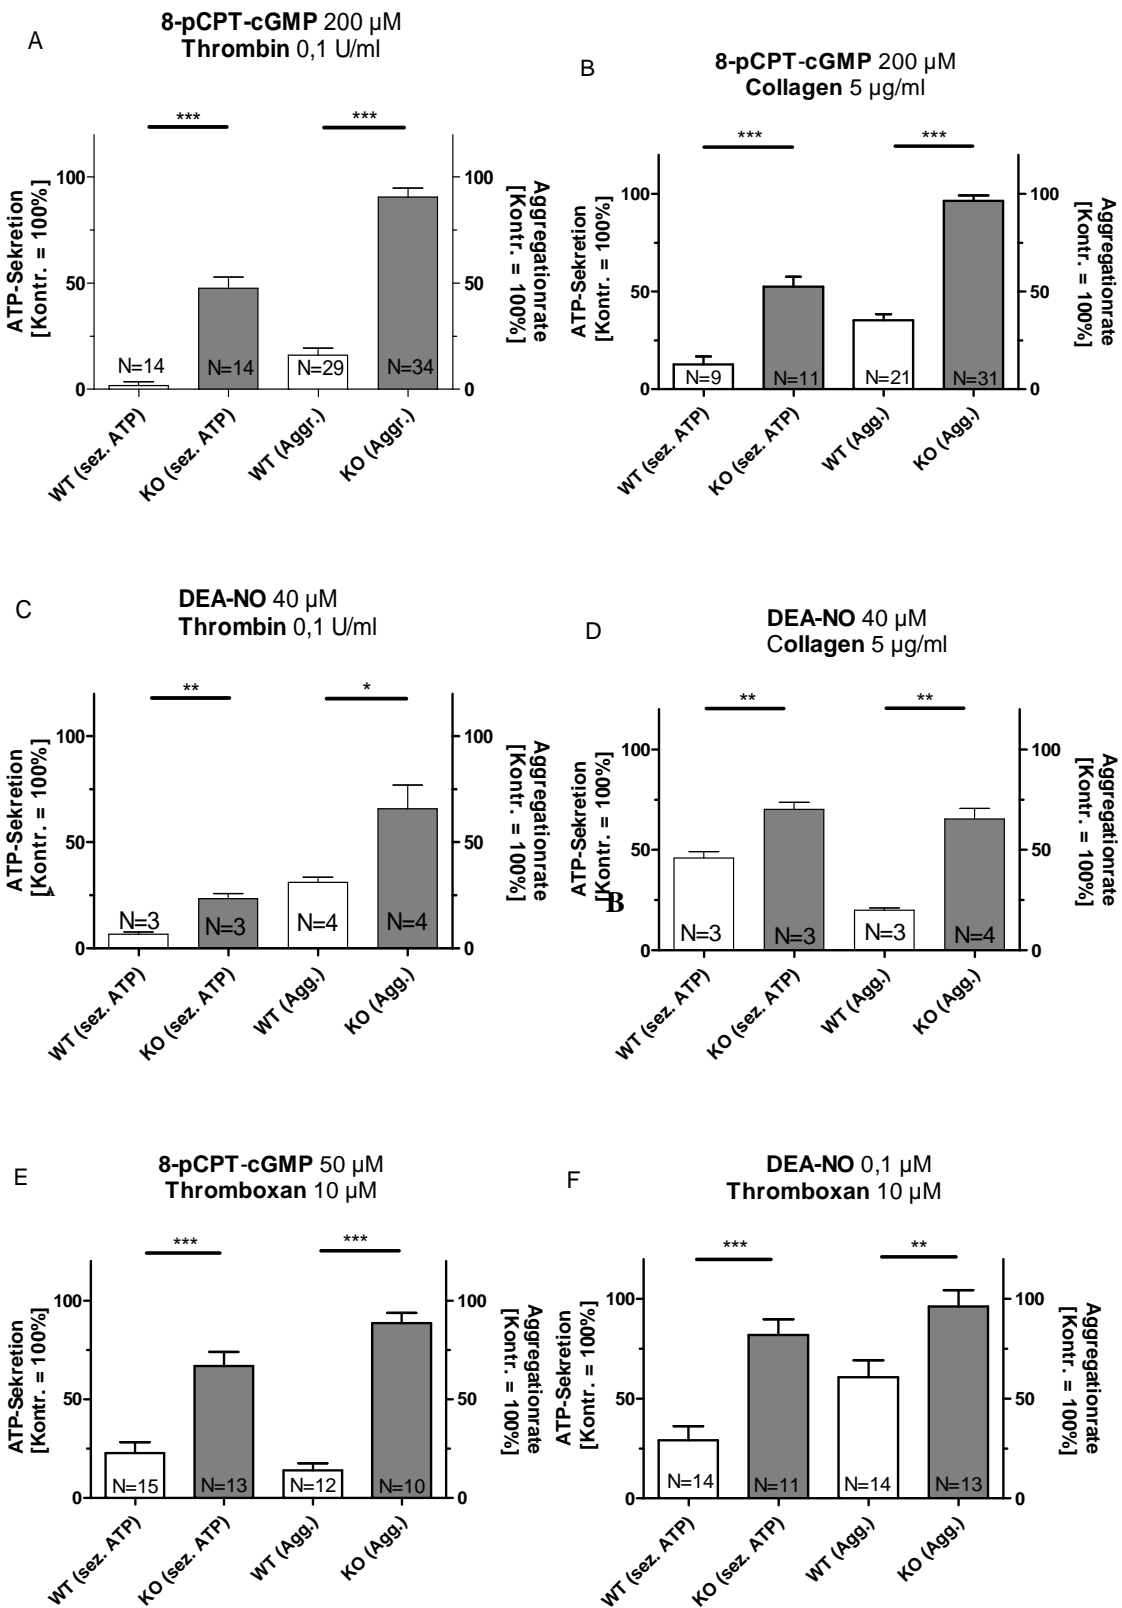 A
8-pCPT-cGMP 200 µM
Thrombin 0,1 U/ml
***
***
ATP-Sekretion
[Kontr. = 100%]
100
50
0
N=14
N=14
N=29
N=34
100
50
0
Aggregationrate
[Kontr. = 100%]
WT (sez. ATP)
KO (sez. ATP)
WT (Aggr.)
KO (Aggr.)
B
8-pCPT-cGMP 200 µM
Collagen 5 µg/ml
***
***
ATP-Sekretion
[Kontr. = 100%]
100
50
0
N=9
N=11
N=21
N=31
100
50
0
Aggregationrate
[Kontr. = 100%]
WT (sez. ATP)
KO (sez. ATP)
WT (Agg.)
KO (Agg.)
C
DEA-NO 40 µM
Thrombin 0,1 U/ml
**
*
ATP-Sekretion
[Kontr. = 100%]
100
50
0
N=3
N=3
N=4
N=4
100
50
0
Aggregationrate
[Kontr. = 100%]
WT (sez. ATP)
KO (sez. ATP)
WT (Agg.)
KO (Agg.)
D
DEA-NO 40 µM
Collagen 5 µg/ml
**
**
ATP-Sekretion
[Kontr. = 100%]
B
100
50
0
N=3
N=3
N=3
N=4
100
50
0
Aggregationrate
[Kontr. = 100%]
WT (sez. ATP)
KO (sez. ATP)
WT (Agg.)
KO (Agg.)
E
8-pCPT-cGMP 50 µM
Thromboxan 10 µM
***
***
ATP-Sekretion
[Kontr. = 100%]
100
50
0
N=15
N=13
N=12
N=10
100
50
0
Aggregationrate
[Kontr. = 100%]
WT (sez. ATP)
KO (sez. ATP)
WT (Agg.)
KO (Agg.)
F
DEA-NO 0,1 µM
Thromboxan 10 µM
***
**
ATP-Sekretion
[Kontr. = 100%]
100
50
0
N=14
N=11
N=14
N=13
100
50
0
Aggregationrate
[Kontr. = 100%]
WT (sez. ATP)
KO (sez. ATP)
WT (Agg.)
KO (Agg.)